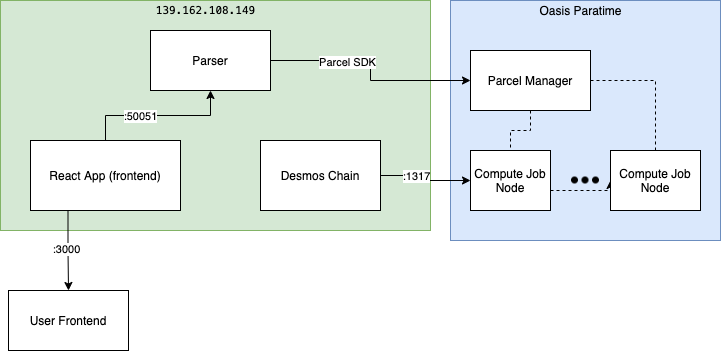 139.162.108.149
Oasis Paratime
Parser
Parcel SDK
Parcel Manager
:50051
React App (frontend)
Desmos Chain
:1317
Compute Job
Node
Compute Job
Node
:3000
User Frontend